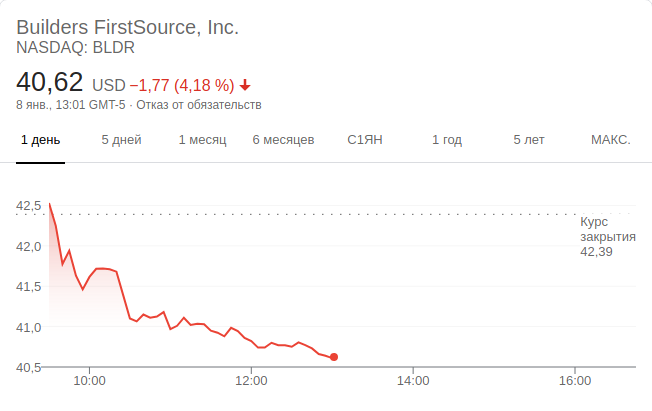 Builders FirstSource, Inc.
NASDAQ: BLDR
40,62 USD −1,77 (4,18 %)
8 янв., 13:01 GMT-5 · Отказ от обязательств
1 день 5 дней 1 месяц 6 месяцев С1ЯН 1 год 5 лет МАКС.
42,5
Курс
закрытия
42,39
42,0
41,5
41,0
40,5
10:00 12:00 14:00 16:00